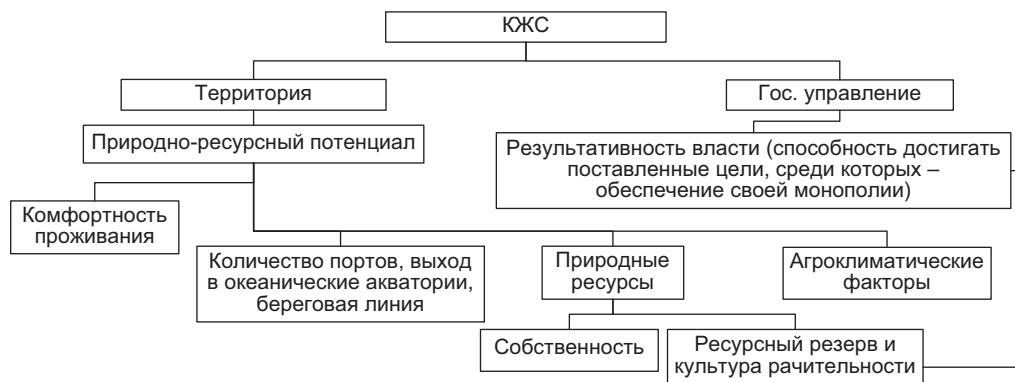 КЖС
Территория
Гос. управление
Природно-ресурсный потенциал
Результативность власти (способность достигать
поставленные цели, среди которых –
обеспечение своей монополии)
Комфортность
проживания
Количество портов, выход
в океанические акватории,
береговая линия
Природные
ресурсы
Агроклиматические
факторы
Собственность
Ресурсный резерв и
культура рачительности